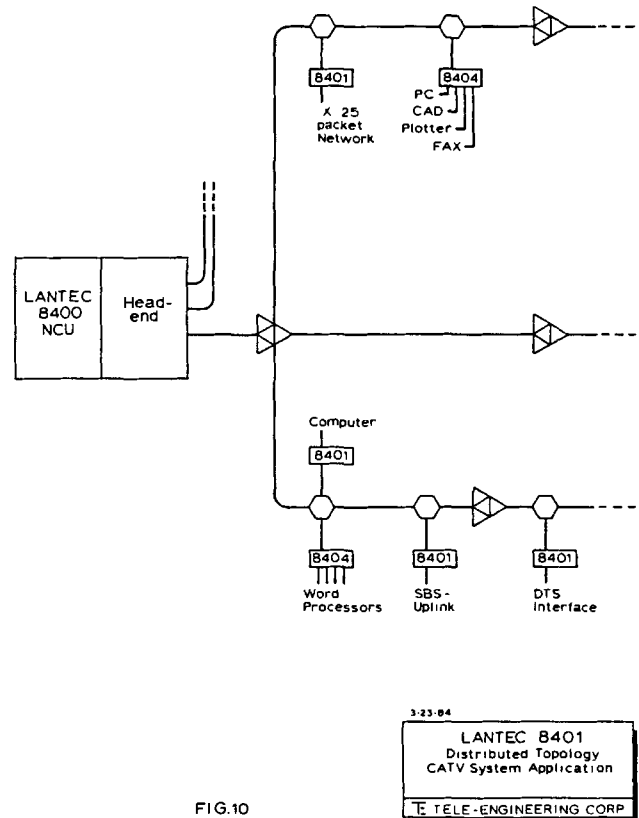 8401
X 25
packet
Network
8404
PC
CAD
Plotter
FAX
LANTEC
8400
NCU
Head-
end
Computer
8401
8404
Word
Processors
8401
SBS-
Uplink
8401
DTS
Interface
3-23-84
LANTEC 8401
Distributed Topology
CATV System Application
TE TELE-ENGINEERING CORP
FIG.10